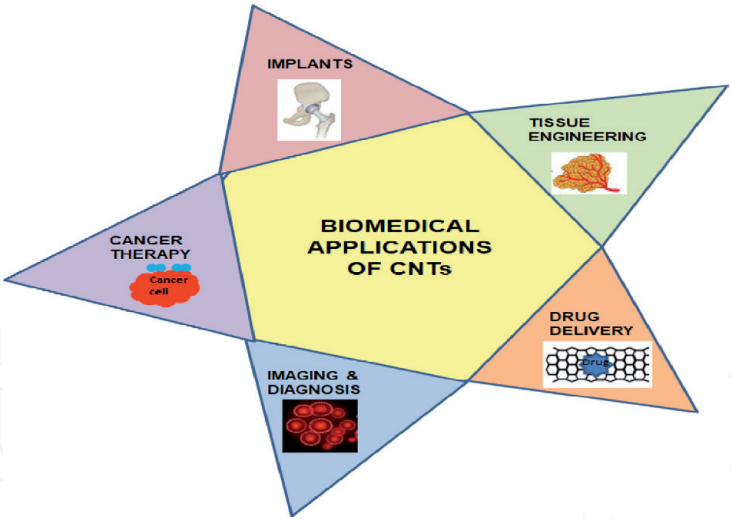 IMPLANTS
TISSUE
ENGINEERING
BIOMEDICAL
APPLICATIONS
OF CNTs
CANCER
THERAPY
Cancer
cell
DRUG
DELIVERY
Drug
IMAGING &
DIAGNOSIS